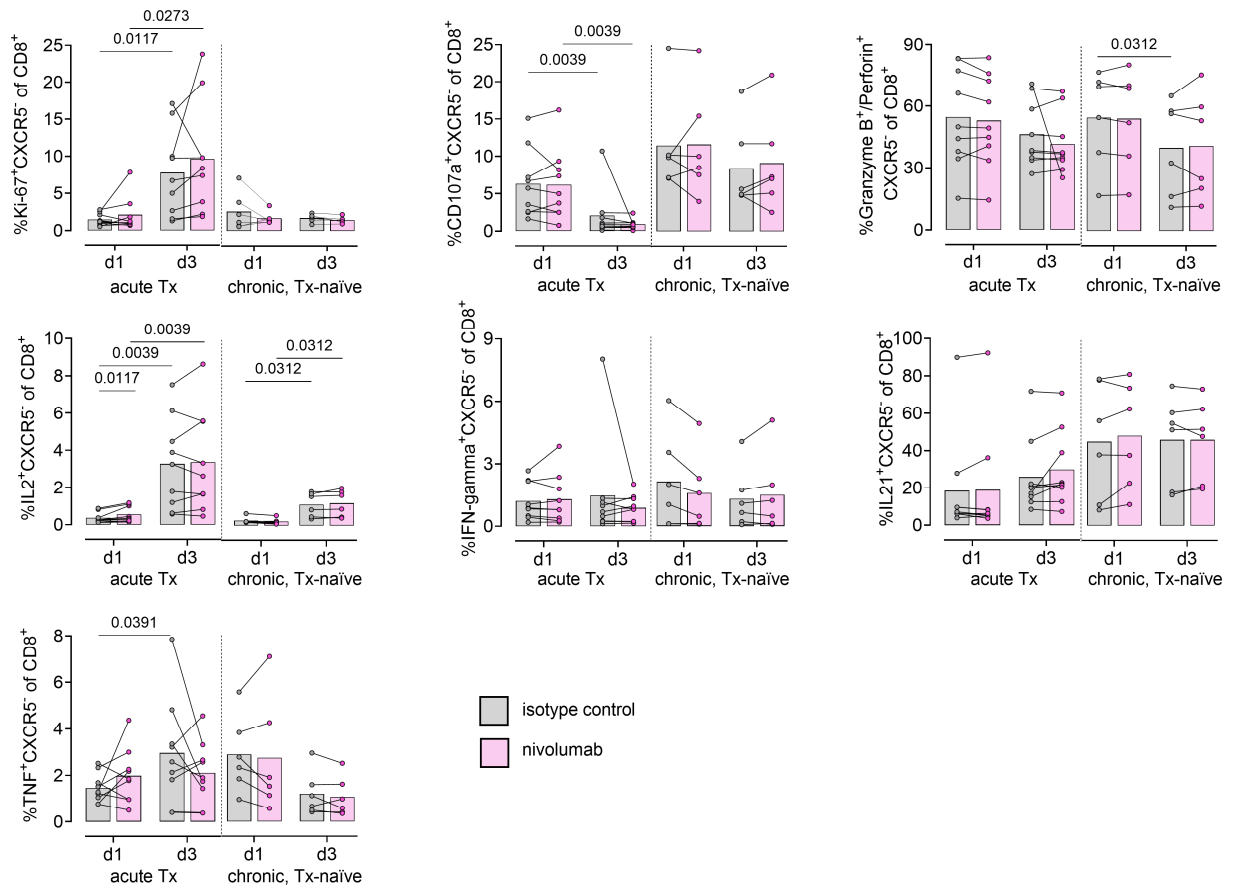 0.0273
0.0117
%Ki-67⁺CXCR5⁻ of CD8⁺
25
20
15
10
5
0
d1 d3 d1 d3
acute Tx chronic, Tx-naïve
0.0039
0.0039
%CD107a⁺CXCR5⁻ of CD8⁺
25
20
15
10
5
0
d1 d3 d1 d3
acute Tx chronic, Tx-naïve
0.0312
%Granzyme B⁺/Perforin⁺
CXCR5⁻ of CD8⁺
90
60
30
0
d1 d3 d1 d3
acute Tx chronic, Tx-naïve
0.0039
0.0039
0.0117
0.0312
0.0312
%IL2⁺CXCR5⁻ of CD8⁺
10
8
6
4
2
0
d1 d3 d1 d3
acute Tx chronic, Tx-naïve
%IFN-gamma⁺CXCR5⁻ of CD8⁺
9
6
3
0
d1 d3 d1 d3
acute Tx chronic, Tx-naïve
%IL21⁺CXCR5⁻ of CD8⁺
100
80
60
40
20
0
d1 d3 d1 d3
acute Tx chronic, Tx-naïve
0.0391
%TNF⁺CXCR5⁻ of CD8⁺
8
6
4
2
0
d1 d3 d1 d3
acute Tx chronic, Tx-naïve
isotype control
nivolumab